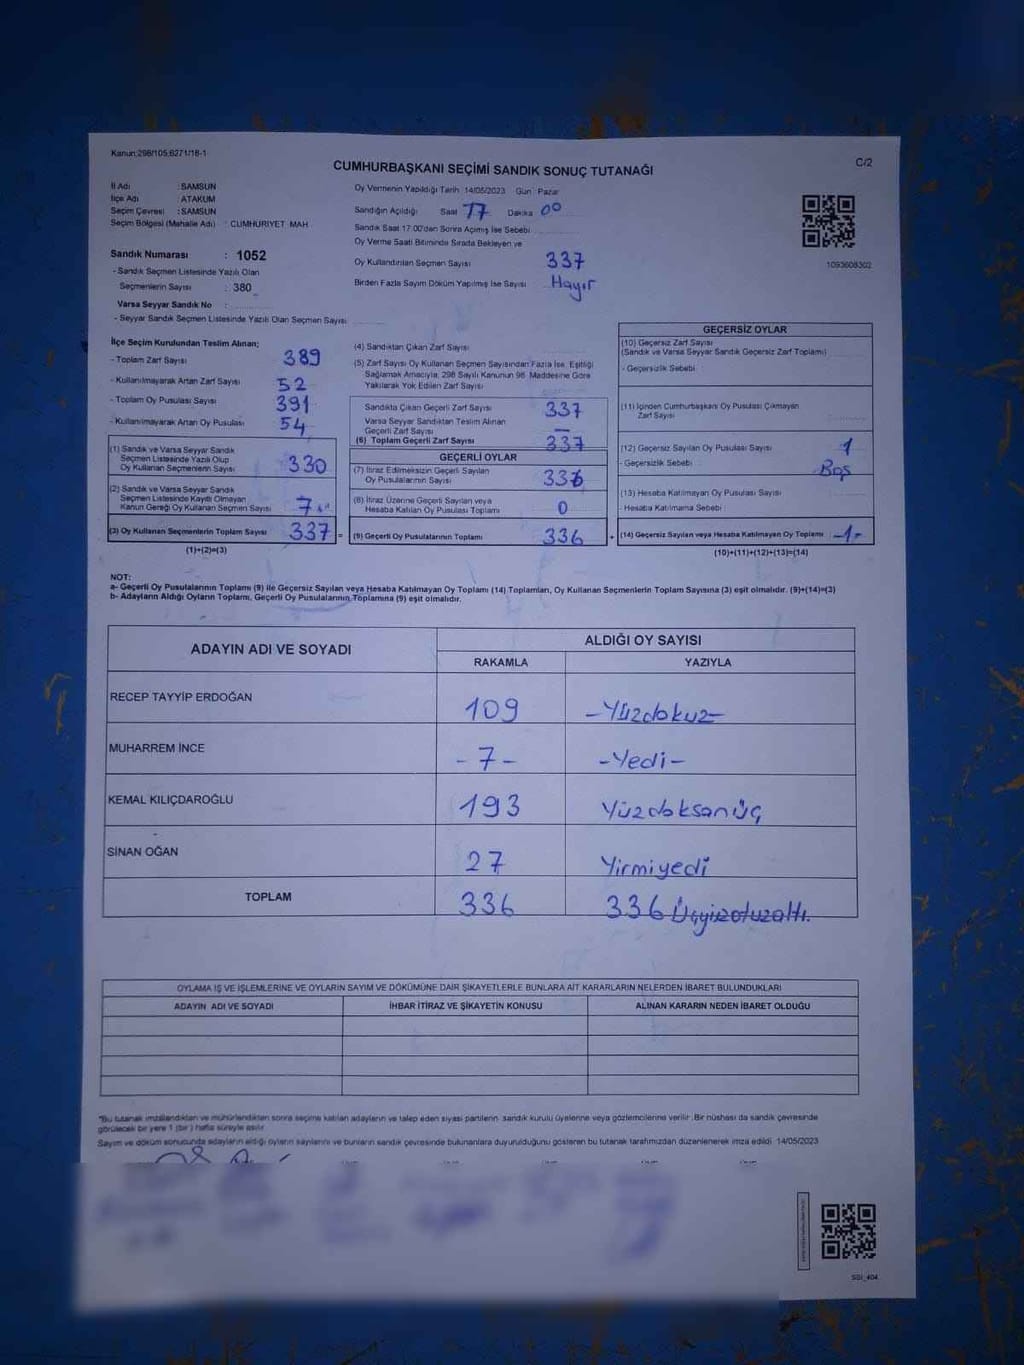 Kanun:298/105;6271/18-1
CUMHURBAŞKANI SEÇİMİ SANDIK SONUÇ TUTANAĞI
C/2
İl Adı : SAMSUN
İlçe Adı : ATAKUM
Seçim Çevresi : SAMSUN
Seçim Bölgesi (Mahalle Adı) : CUMHURİYET MAH
Oy Vermenin Yapıldığı Tarih 14/05/2023 Gün Pazar
Sandığın Açıldığı Saat 17 Dakika 00
Sandık Saat 17.00'den Sonra Açılmış İse Sebebi
Oy Verme Saati Bitiminde Sırada Bekleyen ve
Oy Kullandırılan Seçmen Sayısı 337
Birden Fazla Sayım Döküm Yapılmış İse Sayısı Hayır
1093608302
Sandık Numarası : 1052
- Sandık Seçmen Listesinde Yazılı Olan
Seçmenlerin Sayısı : 380
Varsa Seyyar Sandık No :
- Seyyar Sandık Seçmen Listesinde Yazılı Olan Seçmen Sayısı
İlçe Seçim Kurulundan Teslim Alınan;
- Toplam Zarf Sayısı 389
- Kullanılmayarak Artan Zarf Sayısı 52
- Toplam Oy Pusulası Sayısı 391
- Kullanılmayarak Artan Oy Pusulası 54
(1) Sandık ve Varsa Seyyar Sandık
Seçmen Listesinde Yazılı Olup
Oy Kullanan Seçmenlerin Sayısı 330
(2) Sandık ve Varsa Seyyar Sandık
Seçmen Listesinde Kayıtlı Olmayan
Kanun Gereği Oy Kullanan Seçmen Sayısı 7
(3) Oy Kullanan Seçmenlerin Toplam Sayısı 337 =
(1)+(2)=(3)
(4) Sandıktan Çıkan Zarf Sayısı
(5) Zarf Sayısı Oy Kullanan Seçmen Sayısından Fazla İse, Eşitliği
Sağlamak Amacıyla, 298 Sayılı Kanunun 98. Maddesine Göre
Yakılarak Yok Edilen Zarf Sayısı
Sandıkta Çıkan Geçerli Zarf Sayısı 337
Varsa Seyyar Sandıktan Teslim Alınan
Geçerli Zarf Sayısı —
(6) Toplam Geçerli Zarf Sayısı 337
GEÇERLİ OYLAR
(7) İtiraz Edilmeksizin Geçerli Sayılan
Oy Pusulalarının Sayısı 336
(8) İtiraz Üzerine Geçerli Sayılan veya
Hesaba Katılan Oy Pusulası Toplamı 0
(9) Geçerli Oy Pusulalarının Toplamı 336 +
GEÇERSİZ OYLAR
(10) Geçersiz Zarf Sayısı
(Sandık ve Varsa Seyyar Sandık Geçersiz Zarf Toplamı)
- Geçersizlik Sebebi
(11) İçinden Cumhurbaşkanı Oy Pusulası Çıkmayan
Zarf Sayısı
(12) Geçersiz Sayılan Oy Pusulası Sayısı 1
- Geçersizlik Sebebi : Boş
(13) Hesaba Katılmayan Oy Pusulası Sayısı
- Hesaba Katılmama Sebebi :
(14) Geçersiz Sayılan veya Hesaba Katılmayan Oy Toplamı -1-
(10)+(11)+(12)+(13)=(14)
NOT:
a- Geçerli Oy Pusulalarının Toplamı (9) ile Geçersiz Sayılan veya Hesaba Katılmayan Oy Toplamı (14) Toplamları, Oy Kullanan Seçmenlerin Toplam Sayısına (3) eşit olmalıdır. (9)+(14)=(3)
b- Adayların Aldığı Oyların Toplamı, Geçerli Oy Pusulalarının Toplamına (9) eşit olmalıdır.
ADAYIN ADI VE SOYADI
ALDIĞI OY SAYISI
RAKAMLA YAZIYLA
RECEP TAYYİP ERDOĞAN 109 -Yüzdokuz-
MUHARREM İNCE -7- -Yedi-
KEMAL KILIÇDAROĞLU 193 Yüzdoksanüç
SİNAN OĞAN 27 Yirmiyedi
TOPLAM 336 336 Üçyüzotuzaltı.
OYLAMA İŞ VE İŞLEMLERİNE VE OYLARIN SAYIM VE DÖKÜMÜNE DAİR ŞİKAYETLERLE BUNLARA AİT KARARLARIN NELERDEN İBARET BULUNDUKLARI
ADAYIN ADI VE SOYADI İHBAR İTİRAZ VE ŞİKAYETİN KONUSU ALINAN KARARIN NEDEN İBARET OLDUĞU
*Bu tutanak imzalandıktan ve mühürlendikten sonra seçime katılan adayların ve talep eden siyasi partilerin sandık kurulu üyelerine veya gözlemcilerine verilir. Bir nüshası da sandık çevresinde
görülecek bir yere 1 (bir) hafta süreyle asılır.
Sayım ve döküm sonucunda adayların aldığı oyların sayılarını ve bunların sandık çevresinde bulunanlara duyurulduğunu gösteren bu tutanak tarafımızdan düzenlenerek imza edildi. 14/05/2023
SSI_404